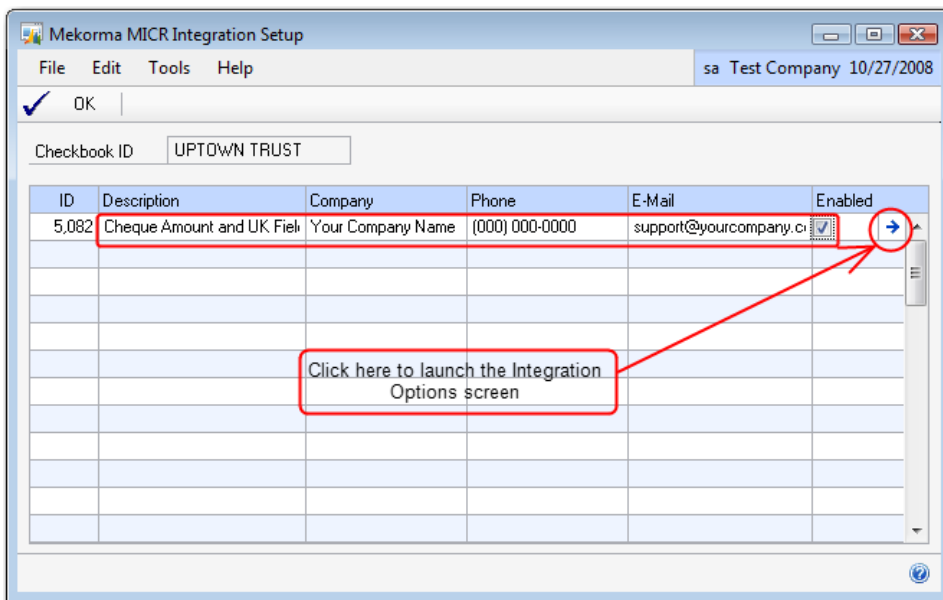 Mekorma MICR Integration Setup
File Edit Tools Help sa Test Company 10/27/2008
OK
Checkbook ID UPTOWN TRUST
ID Description Company Phone E-Mail Enabled
5,082 Cheque Amount and UK Fiel Your Company Name (000) 000-0000 support@yourcompany.c
Click here to launch the Integration
Options screen